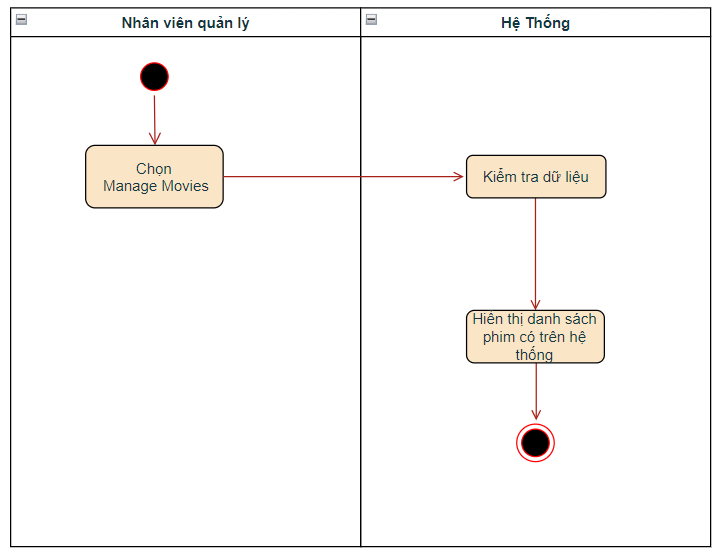 Nhân viên quản lý
Hệ Thống
Chọn
Manage Movies
Kiểm tra dữ liệu
Hiên thị danh sách
phim có trên hệ
thống